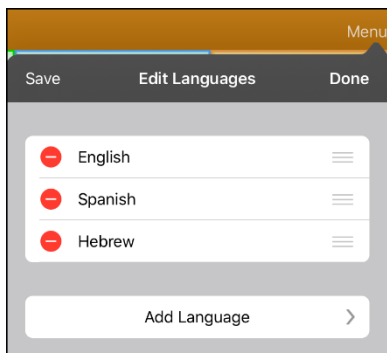 Menu
Save Edit Languages Done
English
Spanish
Hebrew
Add Language